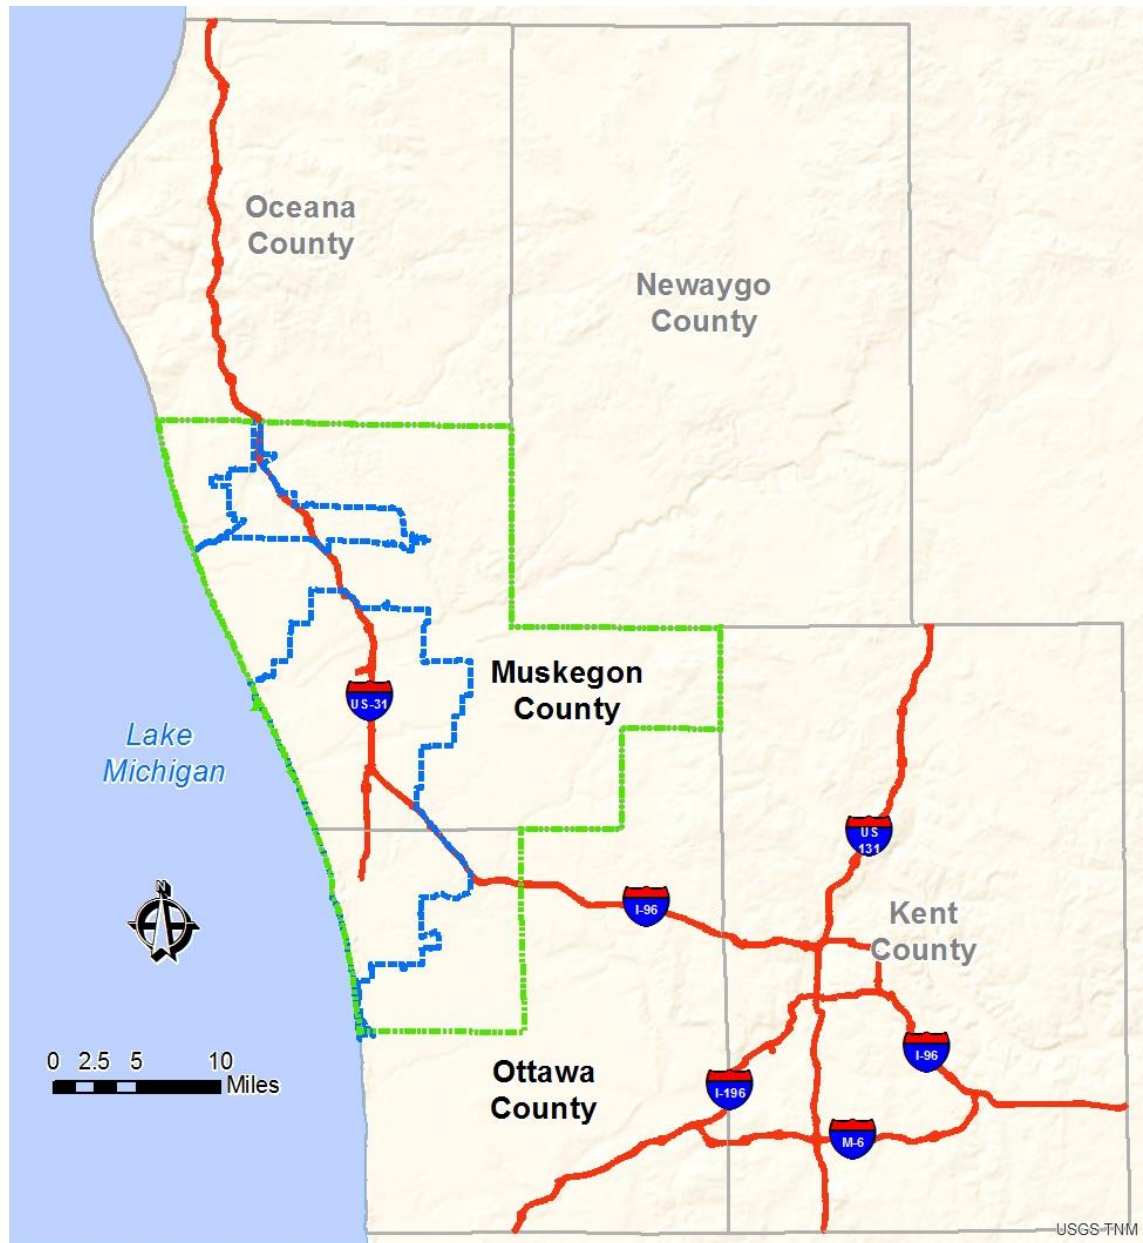 Oceana
County
Newaygo
County
Muskegon
County
US-31
Lake
Michigan
US
131
N
I-96
Kent
County
0 2.5 5 10
Miles
Ottawa
County
I-96
I-196
M-6
USGS TNM